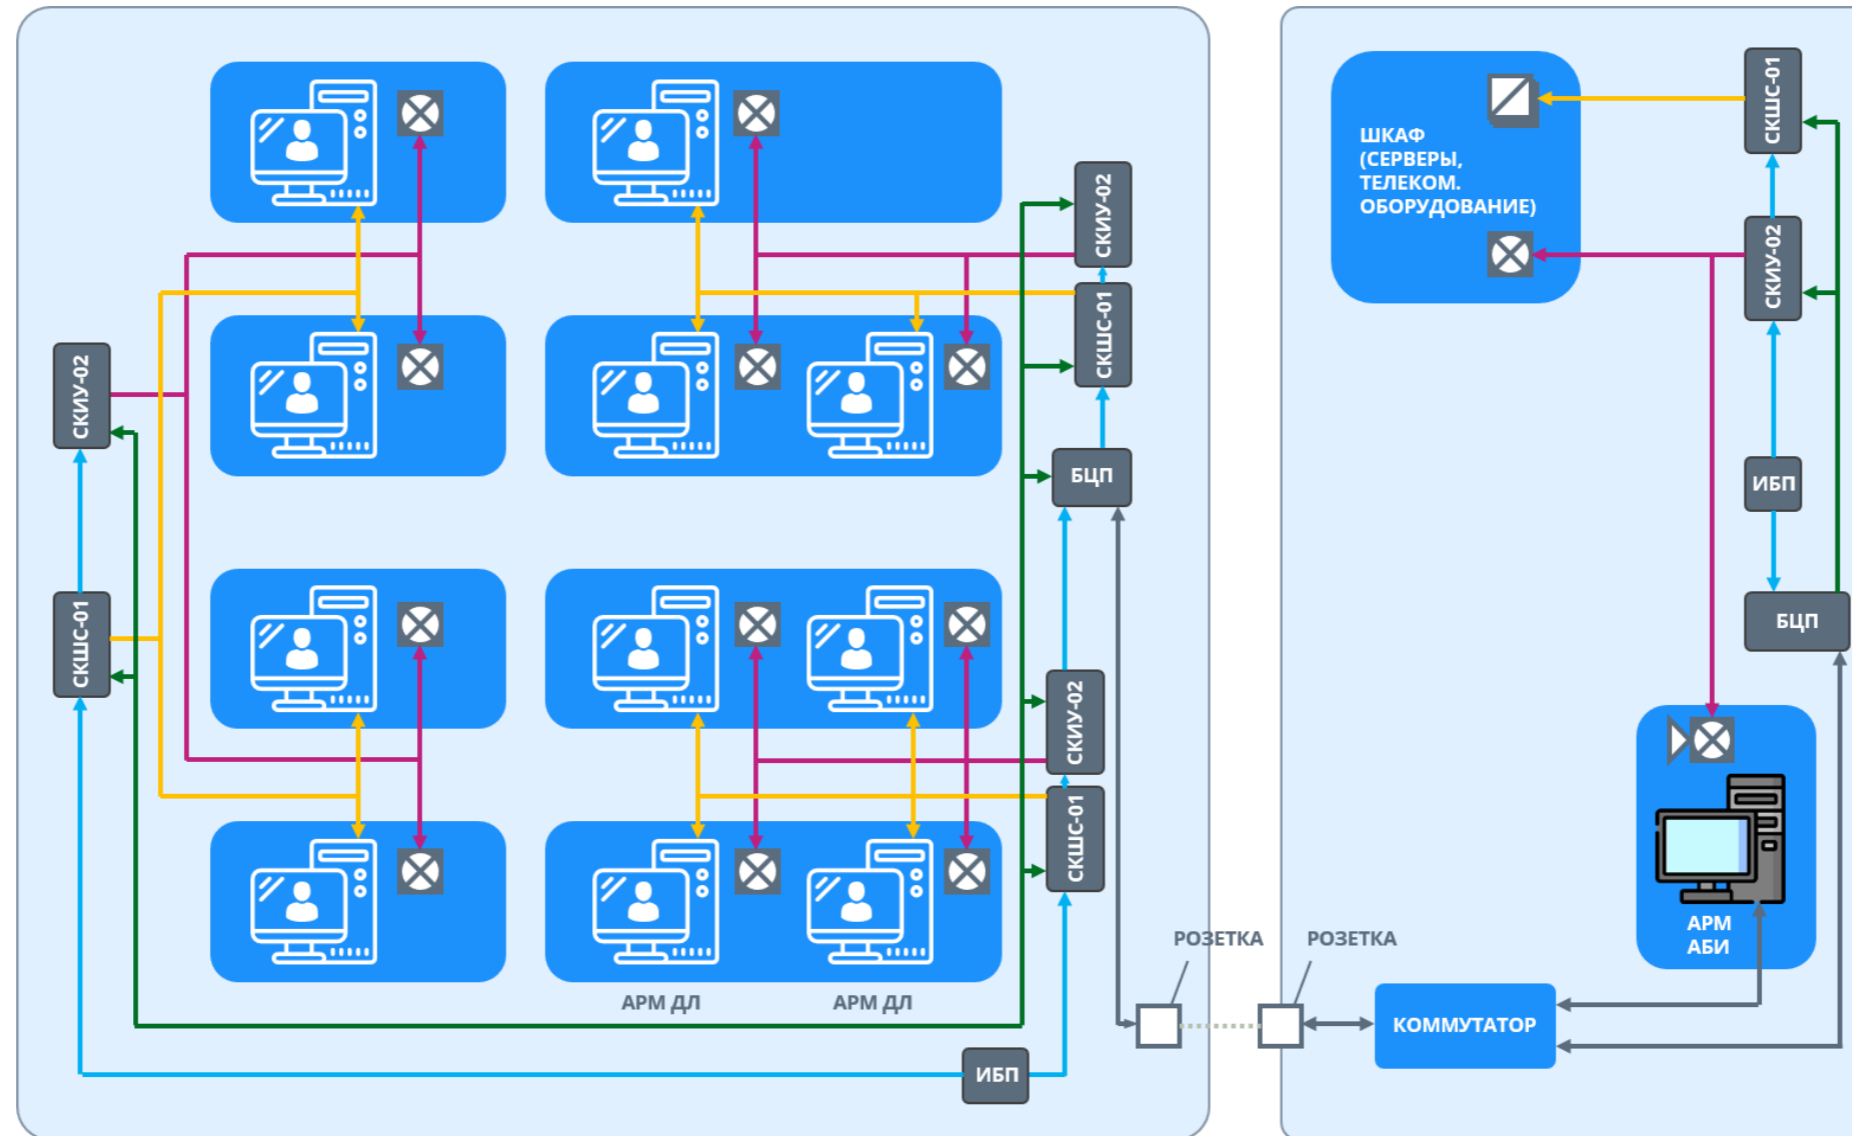 СКИУ-02
СКШС-01
СКИУ-02
СКШС-01
БЦП
СКИУ-02
СКШС-01
АРМ ДЛ
АРМ ДЛ
ИБП
РОЗЕТКА
РОЗЕТКА
ШКАФ
(СЕРВЕРЫ,
ТЕЛЕКОМ.
ОБОРУДОВАНИЕ)
СКШС-01
СКИУ-02
ИБП
БЦП
АРМ
АБИ
КОММУТАТОР